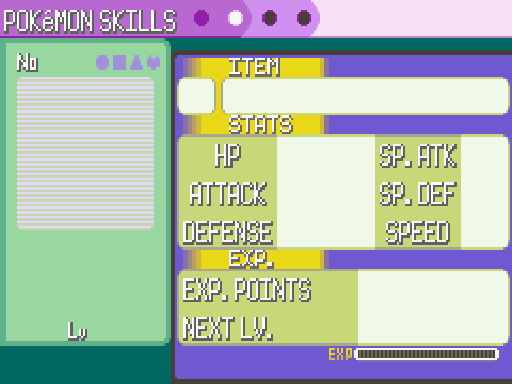 POKéMON SKILLS
No
ITEM
STATS
HP SP. ATK
ATTACK SP. DEF
DEFENSE SPEED
EXP.
EXP. POINTS
NEXT LV.
Lv
EXP